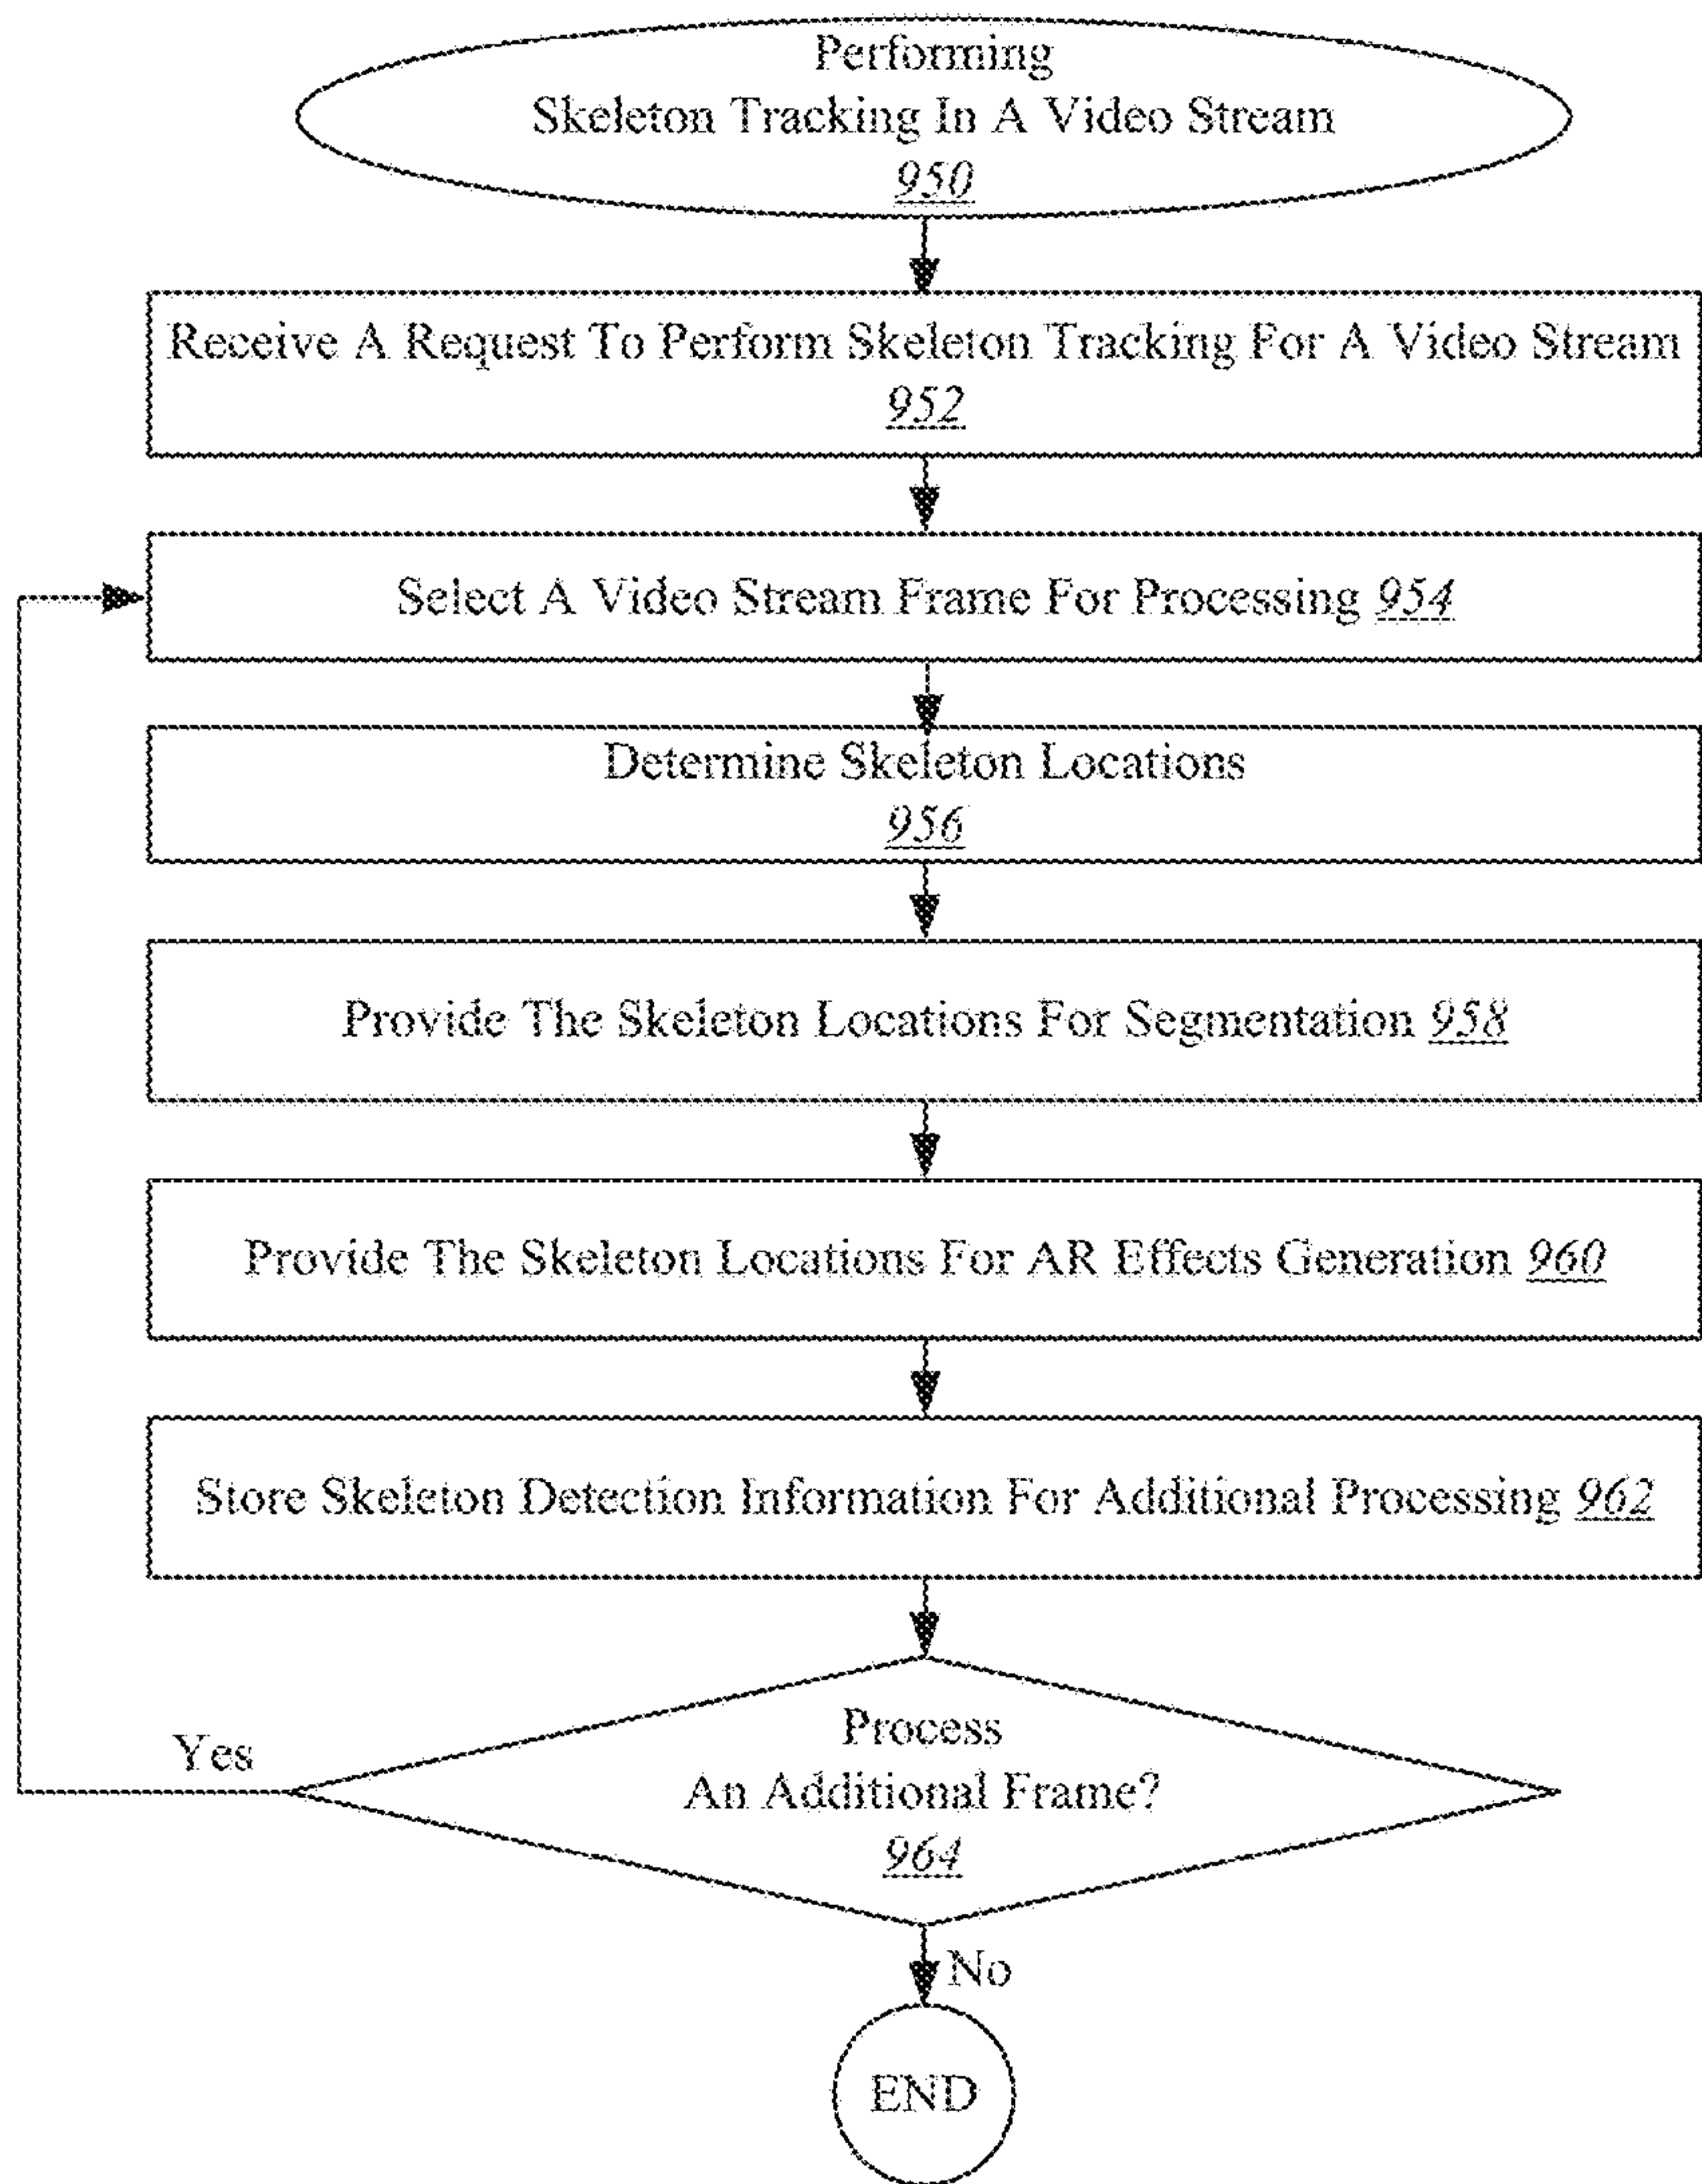 Performing
Skeleton Tracking In A Video Stream
950
Receive A Request To Perform Skeleton Tracking For A Video Stream
952
Select A Video Stream Frame For Processing 954
Determine Skeleton Locations
956
Provide The Skeleton Locations For Segmentation 958
Provide The Skeleton Locations For AR Effects Generation 960
Store Skeleton Detection Information For Additional Processing 962
Process
An Additional Frame?
964
Yes
No
END